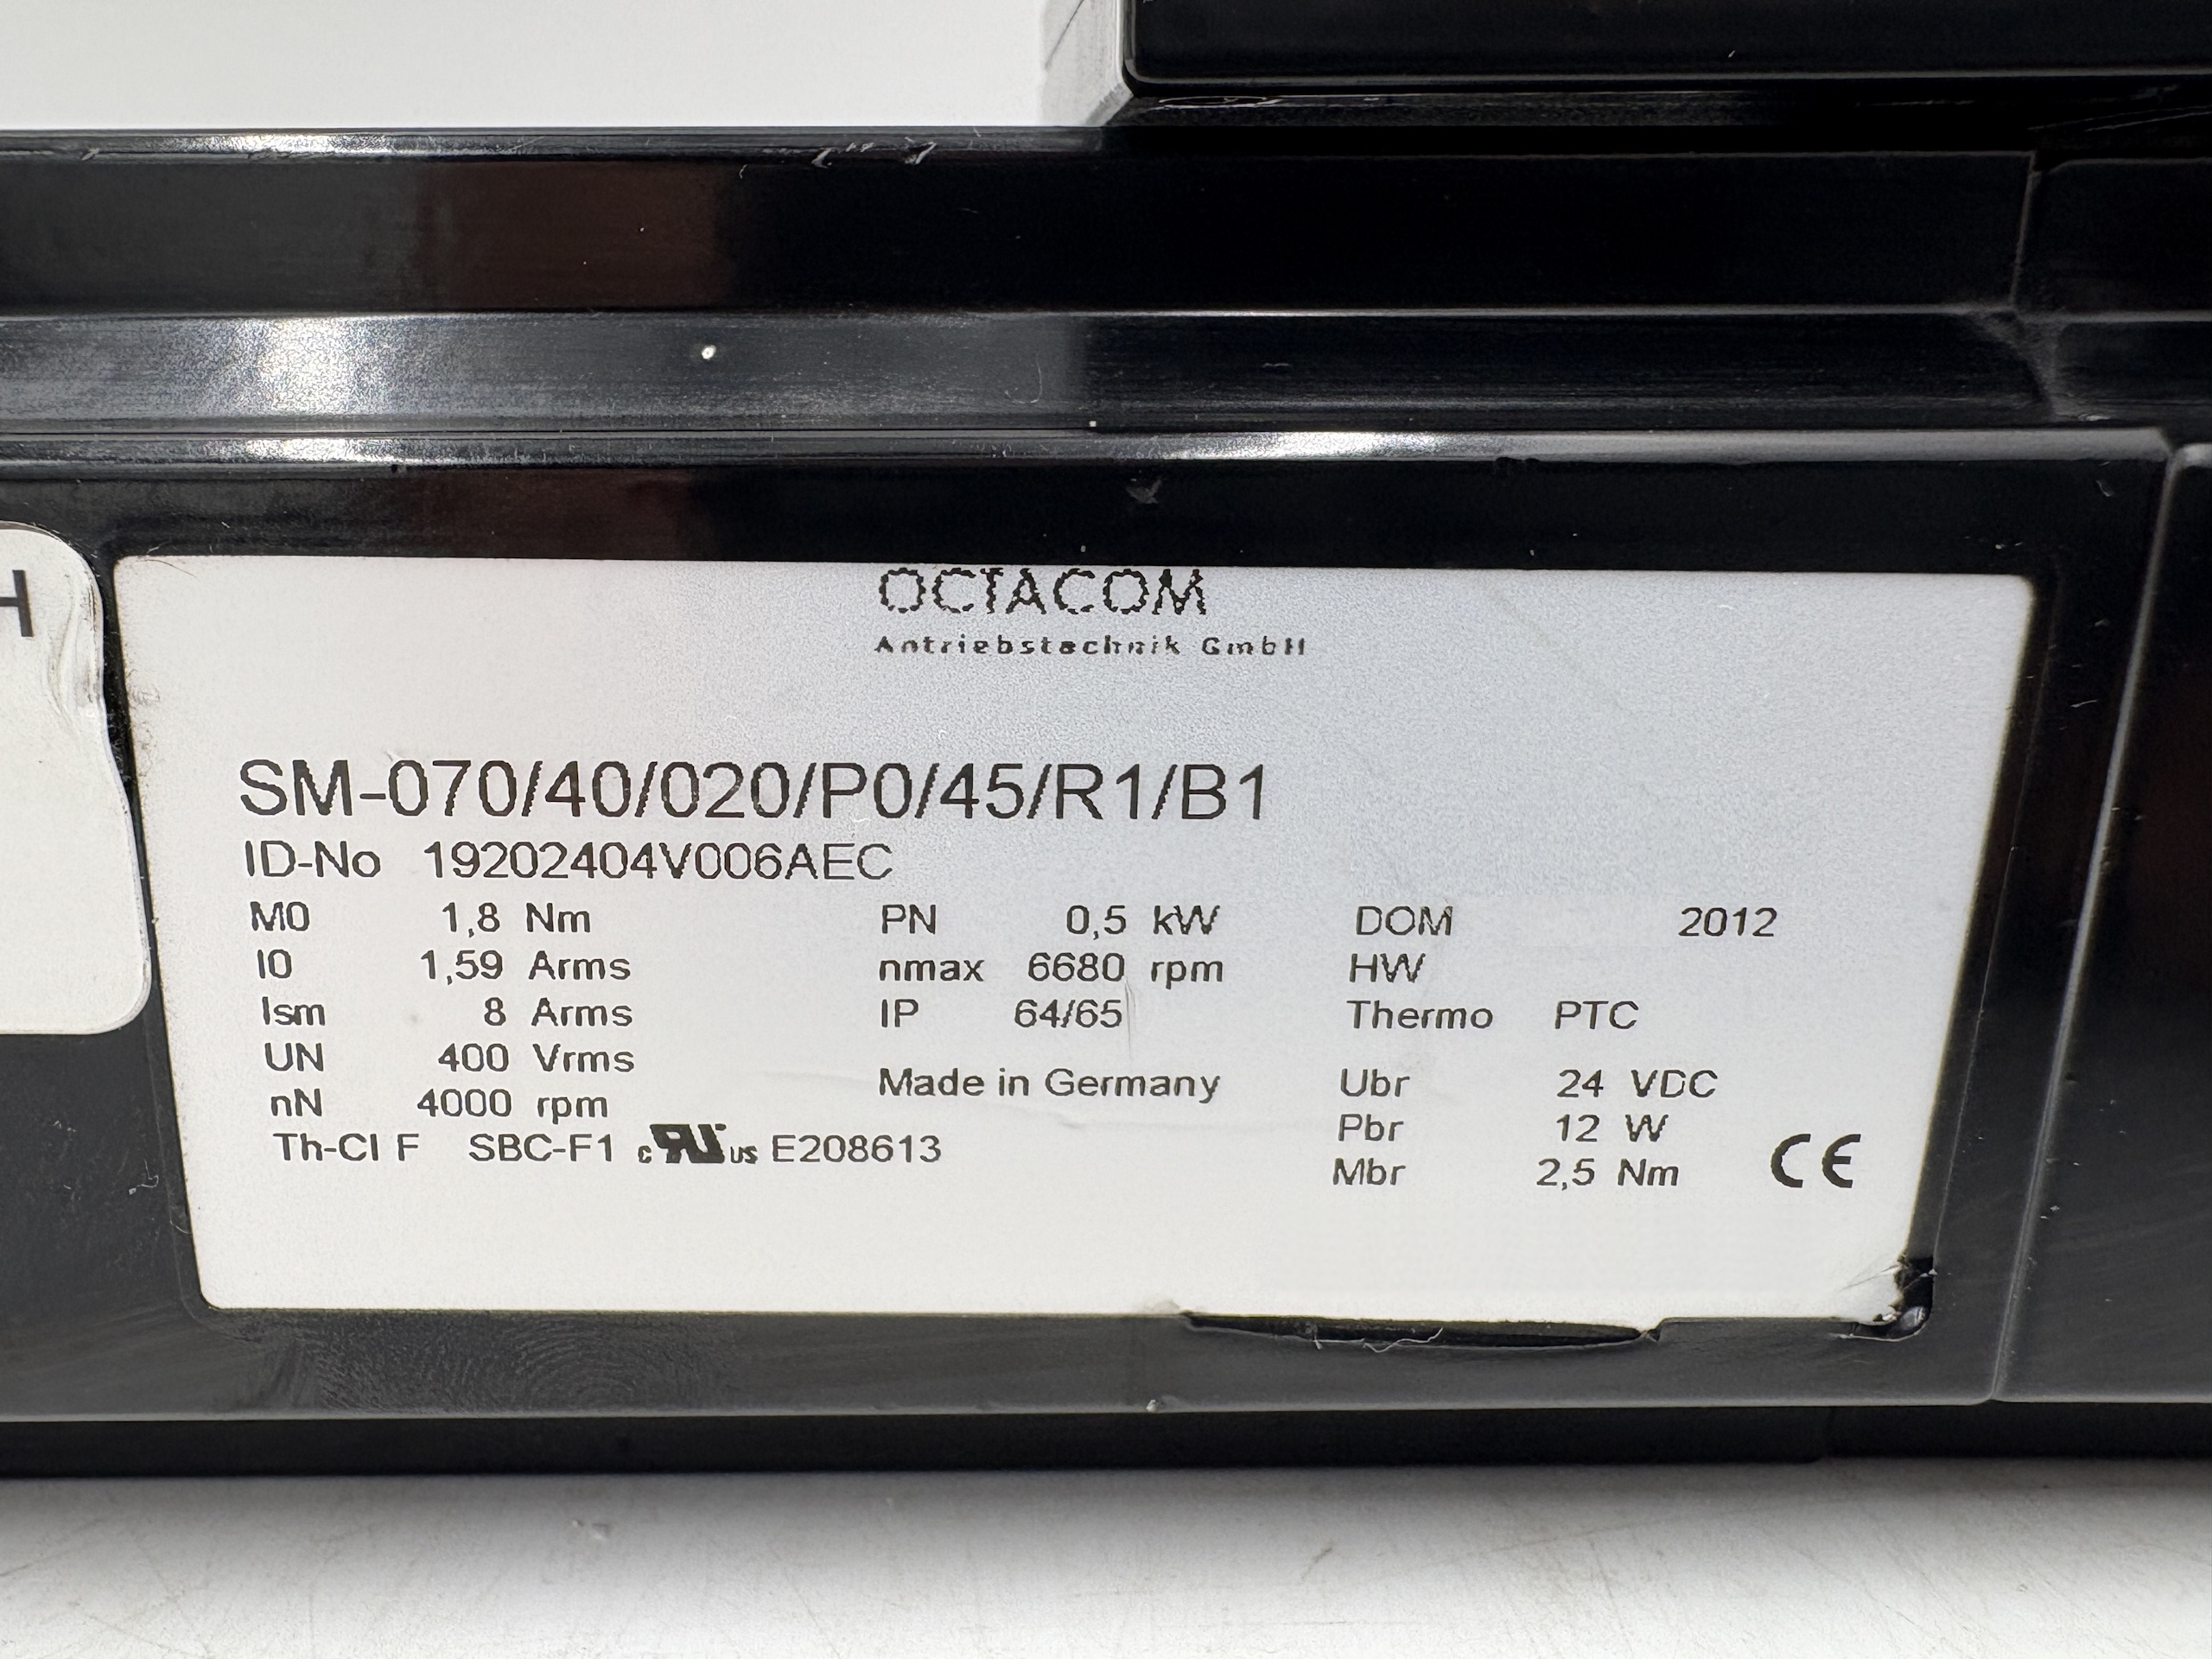 H
OCTACOM
Antriebstechnik GmbH
SM-070/40/020/P0/45/R1/B1
ID-No 19202404V006AEC
M0 1,8 Nm PN 0,5 kW DOM 2012
I0 1,59 Arms nmax 6680 rpm HW
Ism 8 Arms IP 64/65 Thermo PTC
UN 400 Vrms Made in Germany Ubr 24 VDC
nN 4000 rpm Pbr 12 W
Th-Cl F SBC-F1 c RU us E208613 Mbr 2,5 Nm CE